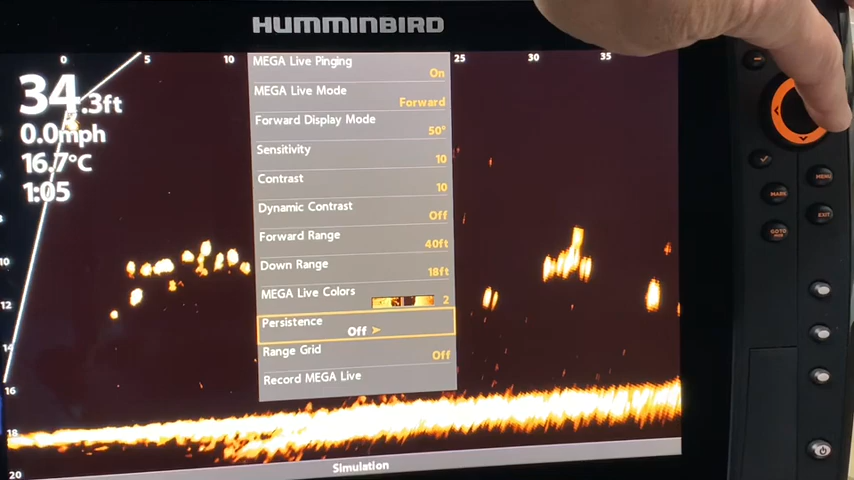 HUMMINBIRD
0 5 10 25 30 35
34.3ft
0.0mph
16.7°C
1:05
MEGA Live Pinging
On
MEGA Live Mode
Forward
Forward Display Mode
50°
Sensitivity
10
Contrast
10
Dynamic Contrast
Off
Forward Range
40ft
Down Range
18ft
MEGA Live Colors
2
Persistence
Off
Range Grid
Off
Record MEGA Live
10
12
14
16
18
20
Simulation
MENU
MARK
EXIT
GO TO